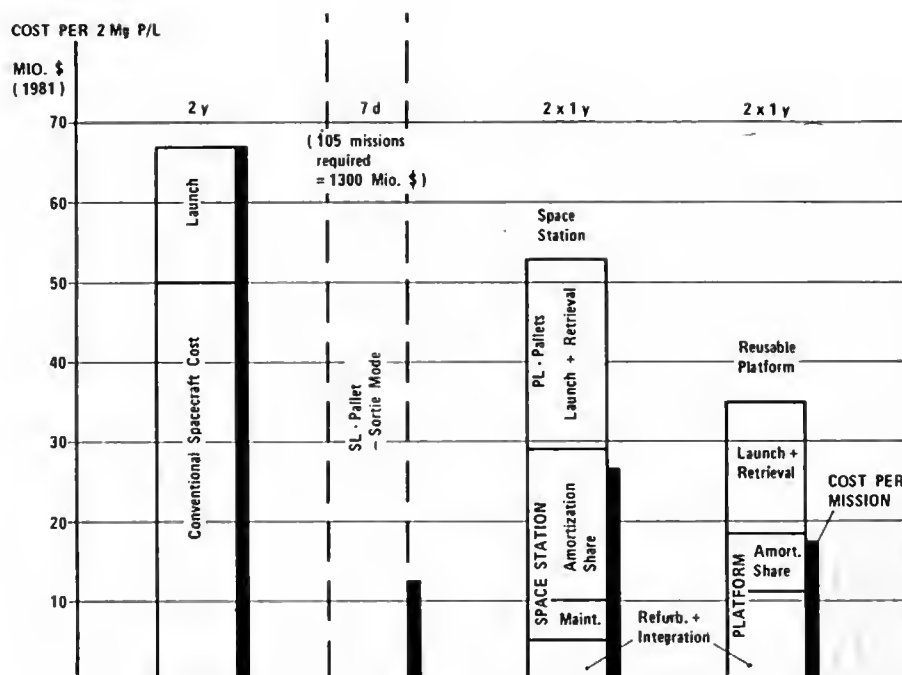 COST PER 2 Mg P/L
MIO. $
(1981)
2 y
7 d
2 x 1 y
2 x 1 y
70
60
50
40
30
20
10
(105 missions
required
= 1300 Mio. $)
Launch
Conventional Spacecraft Cost
SL - Pallet
– Sortie Mode
Space
Station
PL - Pallets
Launch + Retrieval
SPACE STATION
Amortization
Share
Maint.
Refurb. +
Integration
Reusable
Platform
Launch +
Retrieval
PLATFORM
Amort.
Share
COST PER
MISSION